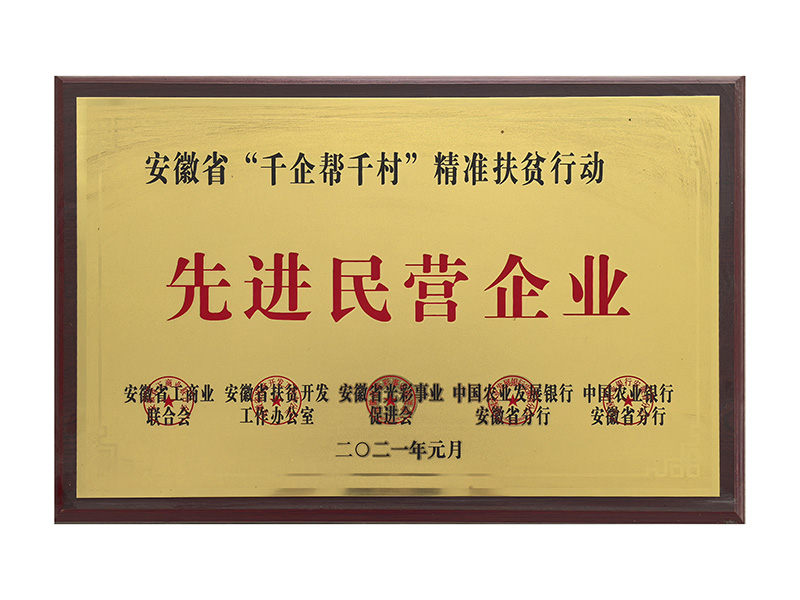 安徽省“千企帮千村”精准扶贫行动
先进民营企业
安徽省工商业 安徽省扶贫开发 安徽省光彩事业 中国农业发展银行 中国农业银行
联合会 工作办公室 促进会 安徽省分行 安徽省分行
二〇二一年元月